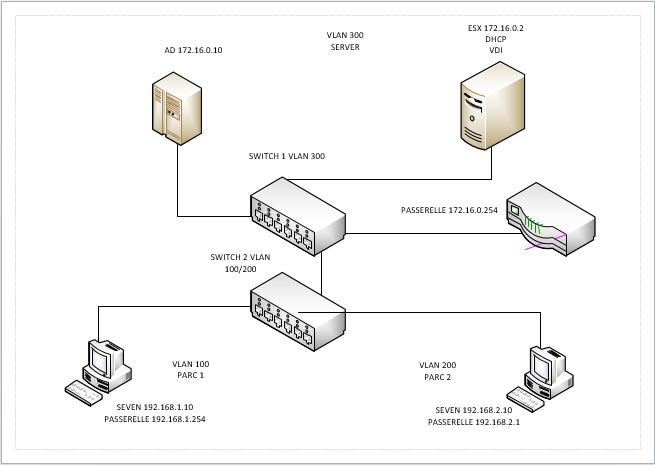 VLAN 300
SERVER
ESX 172.16.0.2
DHCP
VDI
AD 172.16.0.10
SWITCH 1 VLAN 300
PASSERELLE 172.16.0.254
SWITCH 2 VLAN
100/200
VLAN 100
PARC 1
VLAN 200
PARC 2
SEVEN 192.168.1.10
PASSERELLE 192.168.1.254
SEVEN 192.168.2.10
PASSERELLE 192.168.2.1